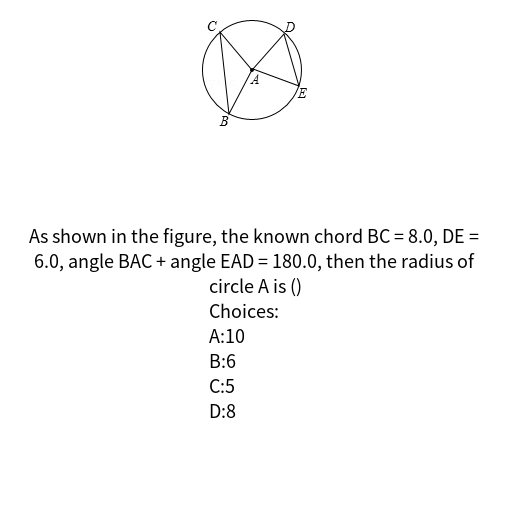 C
D
A
E
B
As shown in the figure, the known chord BC = 8.0, DE =
6.0, angle BAC + angle EAD = 180.0, then the radius of
circle A is ()
Choices:
A:10
B:6
C:5
D:8